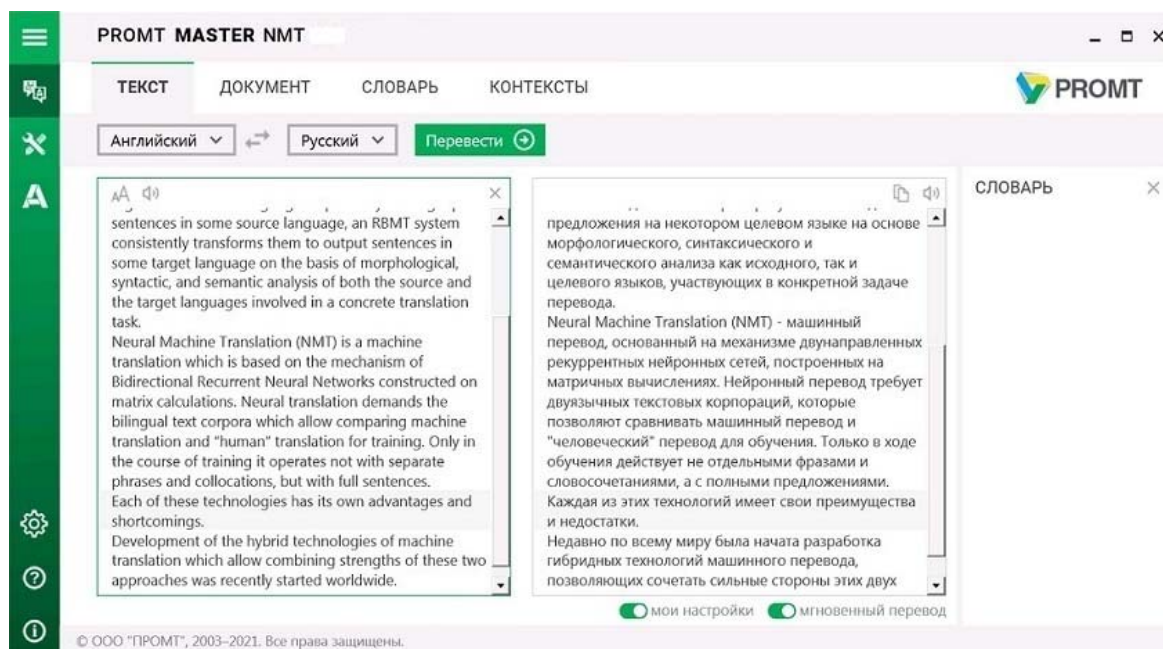 PROMT MASTER NMT
ТЕКСТ
ДОКУМЕНТ
СЛОВАРЬ
КОНТЕКСТЫ
PROMT
Английский
Русский
Перевести
sentences in some source language, an RBMT system
consistently transforms them to output sentences in
some target language on the basis of morphological,
syntactic, and semantic analysis of both the source and
the target languages involved in a concrete translation
task.
Neural Machine Translation (NMT) is a machine
translation which is based on the mechanism of
Bidirectional Recurrent Neural Networks constructed on
matrix calculations. Neural translation demands the
bilingual text corpora which allow comparing machine
translation and “human” translation for training. Only in
the course of training it operates not with separate
phrases and collocations, but with full sentences.
Each of these technologies has its own advantages and
shortcomings.
Development of the hybrid technologies of machine
translation which allow combining strengths of these two
approaches was recently started worldwide.
предложения на некотором целевом языке на основе
морфологического, синтаксического и
семантического анализа как исходного, так и
целевого языков, участвующих в конкретной задаче
перевода.
Neural Machine Translation (NMT) - машинный
перевод, основанный на механизме двунаправленных
рекуррентных нейронных сетей, построенных на
матричных вычислениях. Нейронный перевод требует
двуязычных текстовых корпораций, которые
позволяют сравнивать машинный перевод и
"человеческий" перевод для обучения. Только в ходе
обучения действует не отдельными фразами и
словосочетаниями, а с полными предложениями.
Каждая из этих технологий имеет свои преимущества
и недостатки.
Недавно по всему миру была начата разработка
гибридных технологий машинного перевода,
позволяющих сочетать сильные стороны этих двух
СЛОВАРЬ
мои настройки
мгновенный перевод
© ООО "ПРОМТ", 2003–2021. Все права защищены.